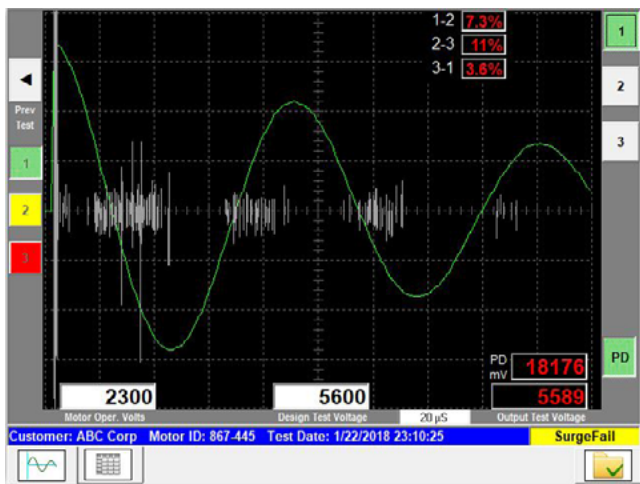 1-2 7.3%
2-3 11%
3-1 3.6%
1
2
3
Prev
Test
1
2
3
PD
mV 18176
PD
2300
5600
5589
Motor Oper. Volts
Design Test Voltage
20 µS
Output Test Voltage
Customer: ABC Corp Motor ID: 867-445 Test Date: 1/22/2018 23:10:25
SurgeFail